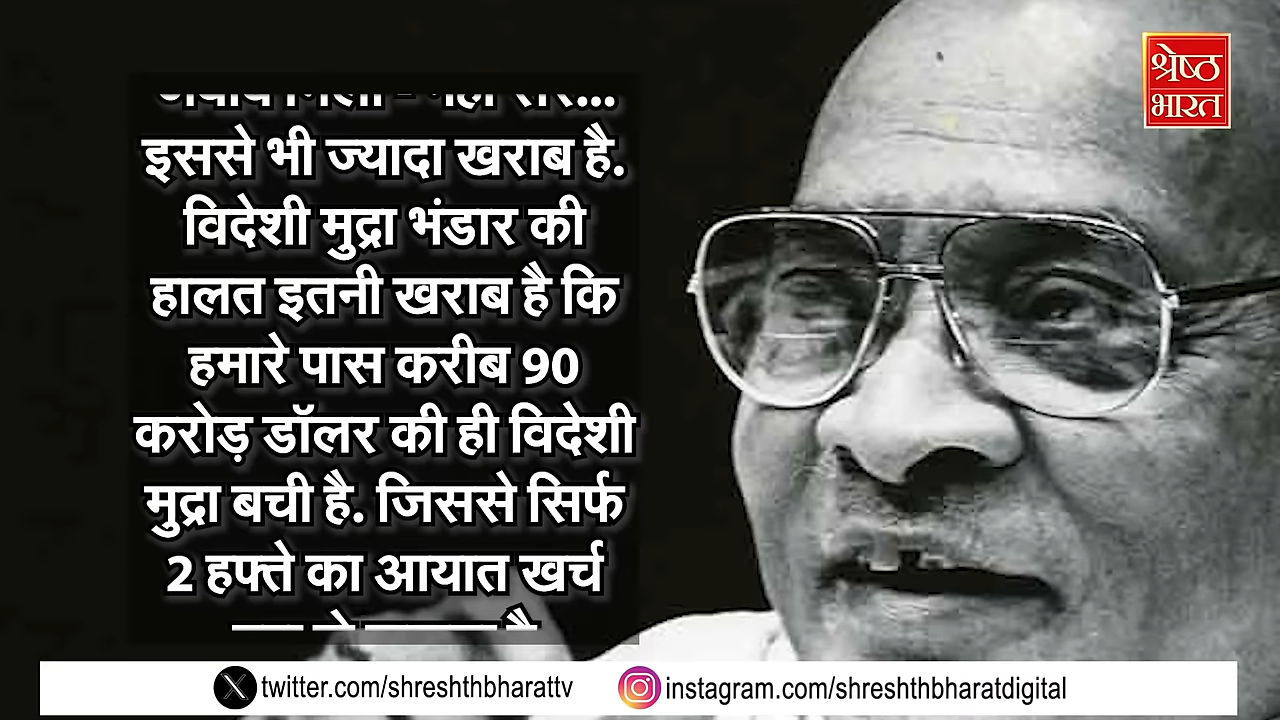 इससे भी ज्यादा खराब है.
विदेशी मुद्रा भंडार की
हालत इतनी खराब है कि
हमारे पास करीब 90
करोड़ डॉलर की ही विदेशी
मुद्रा बची है. जिससे सिर्फ
2 हफ्ते का आयात खर्च
श्रेष्ठ
भारत
twitter.com/shreshthbharattv
instagram.com/shreshthbharatdigital